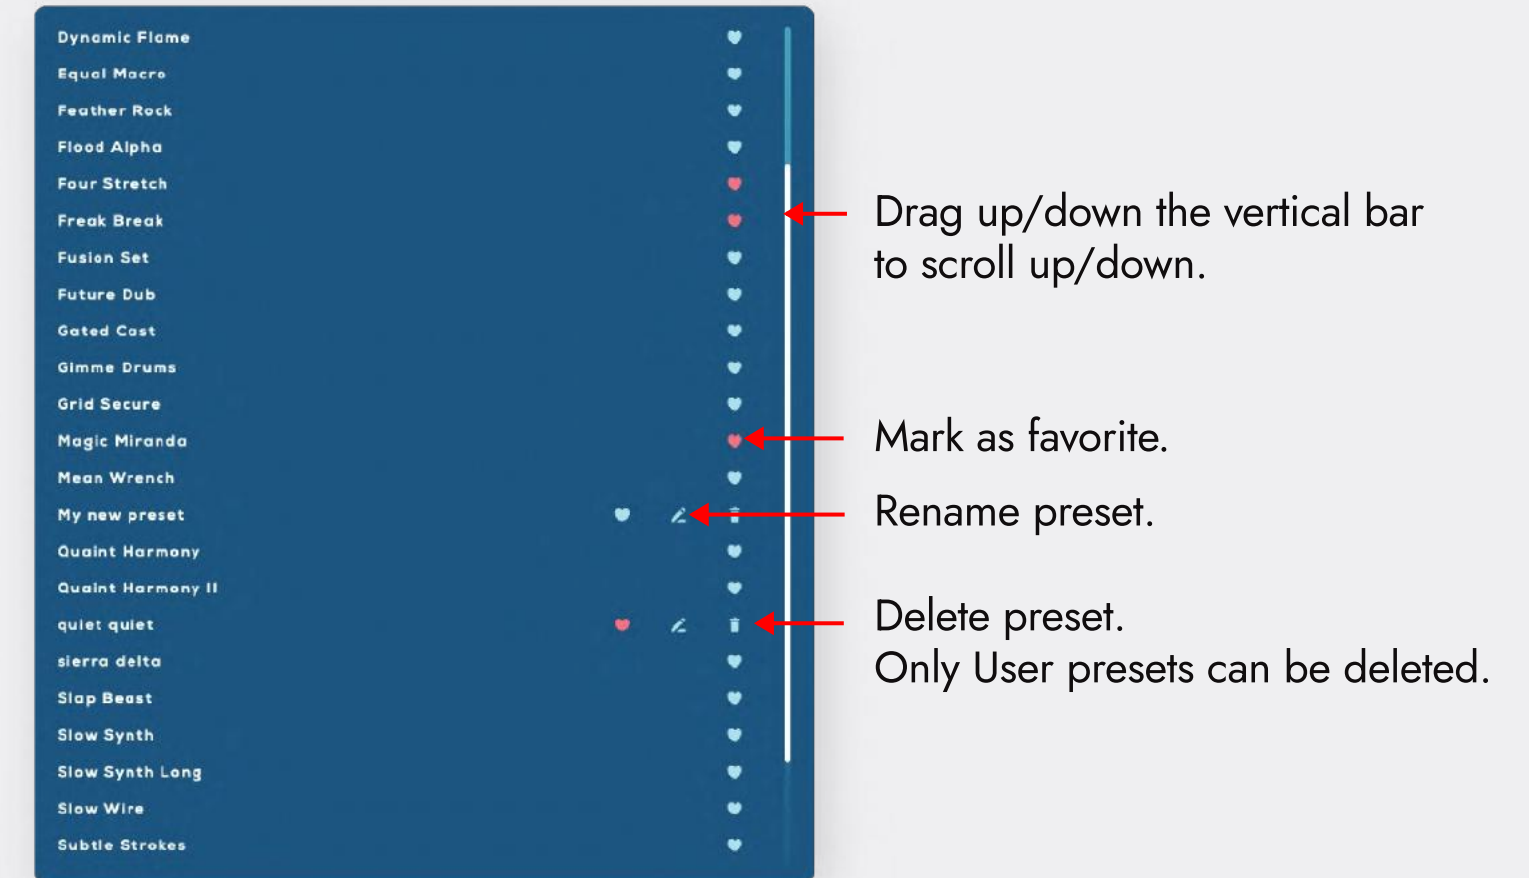 Dynamic Flame
Equal Macro
Feather Rock
Flood Alpha
Four Stretch
Freak Break
Fusion Set
Future Dub
Gated Cast
Gimme Drums
Grid Secure
Magic Miranda
Mean Wrench
My new preset
Quaint Harmony
Quaint Harmony II
quiet quiet
sierra delta
Slap Beast
Slow Synth
Slow Synth Long
Slow Wire
Subtle Strokes
Drag up/down the vertical bar
to scroll up/down.
Mark as favorite.
Rename preset.
Delete preset.
Only User presets can be deleted.